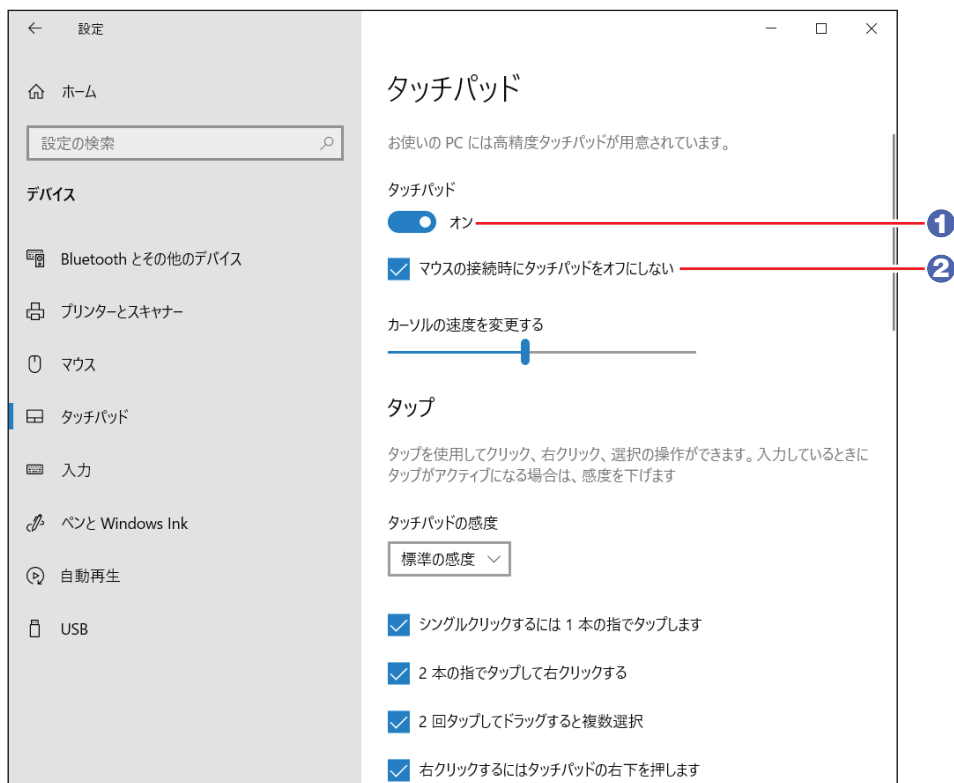 設定
ホーム
設定の検索
デバイス
Bluetooth とその他のデバイス
プリンターとスキャナー
マウス
タッチパッド
入力
ペンと Windows Ink
自動再生
USB
タッチパッド
お使いの PC には高精度タッチパッドが用意されています。
タッチパッド
オン
1
マウスの接続時にタッチパッドをオフにしない
2
カーソルの速度を変更する
タップ
タップを使用してクリック、右クリック、選択の操作ができます。入力しているときに
タップがアクティブになる場合は、感度を下げます
タッチパッドの感度
標準の感度
シングルクリックするには 1 本の指でタップします
2 本の指でタップして右クリックする
2 回タップしてドラッグすると複数選択
右クリックするにはタッチパッドの右下を押します